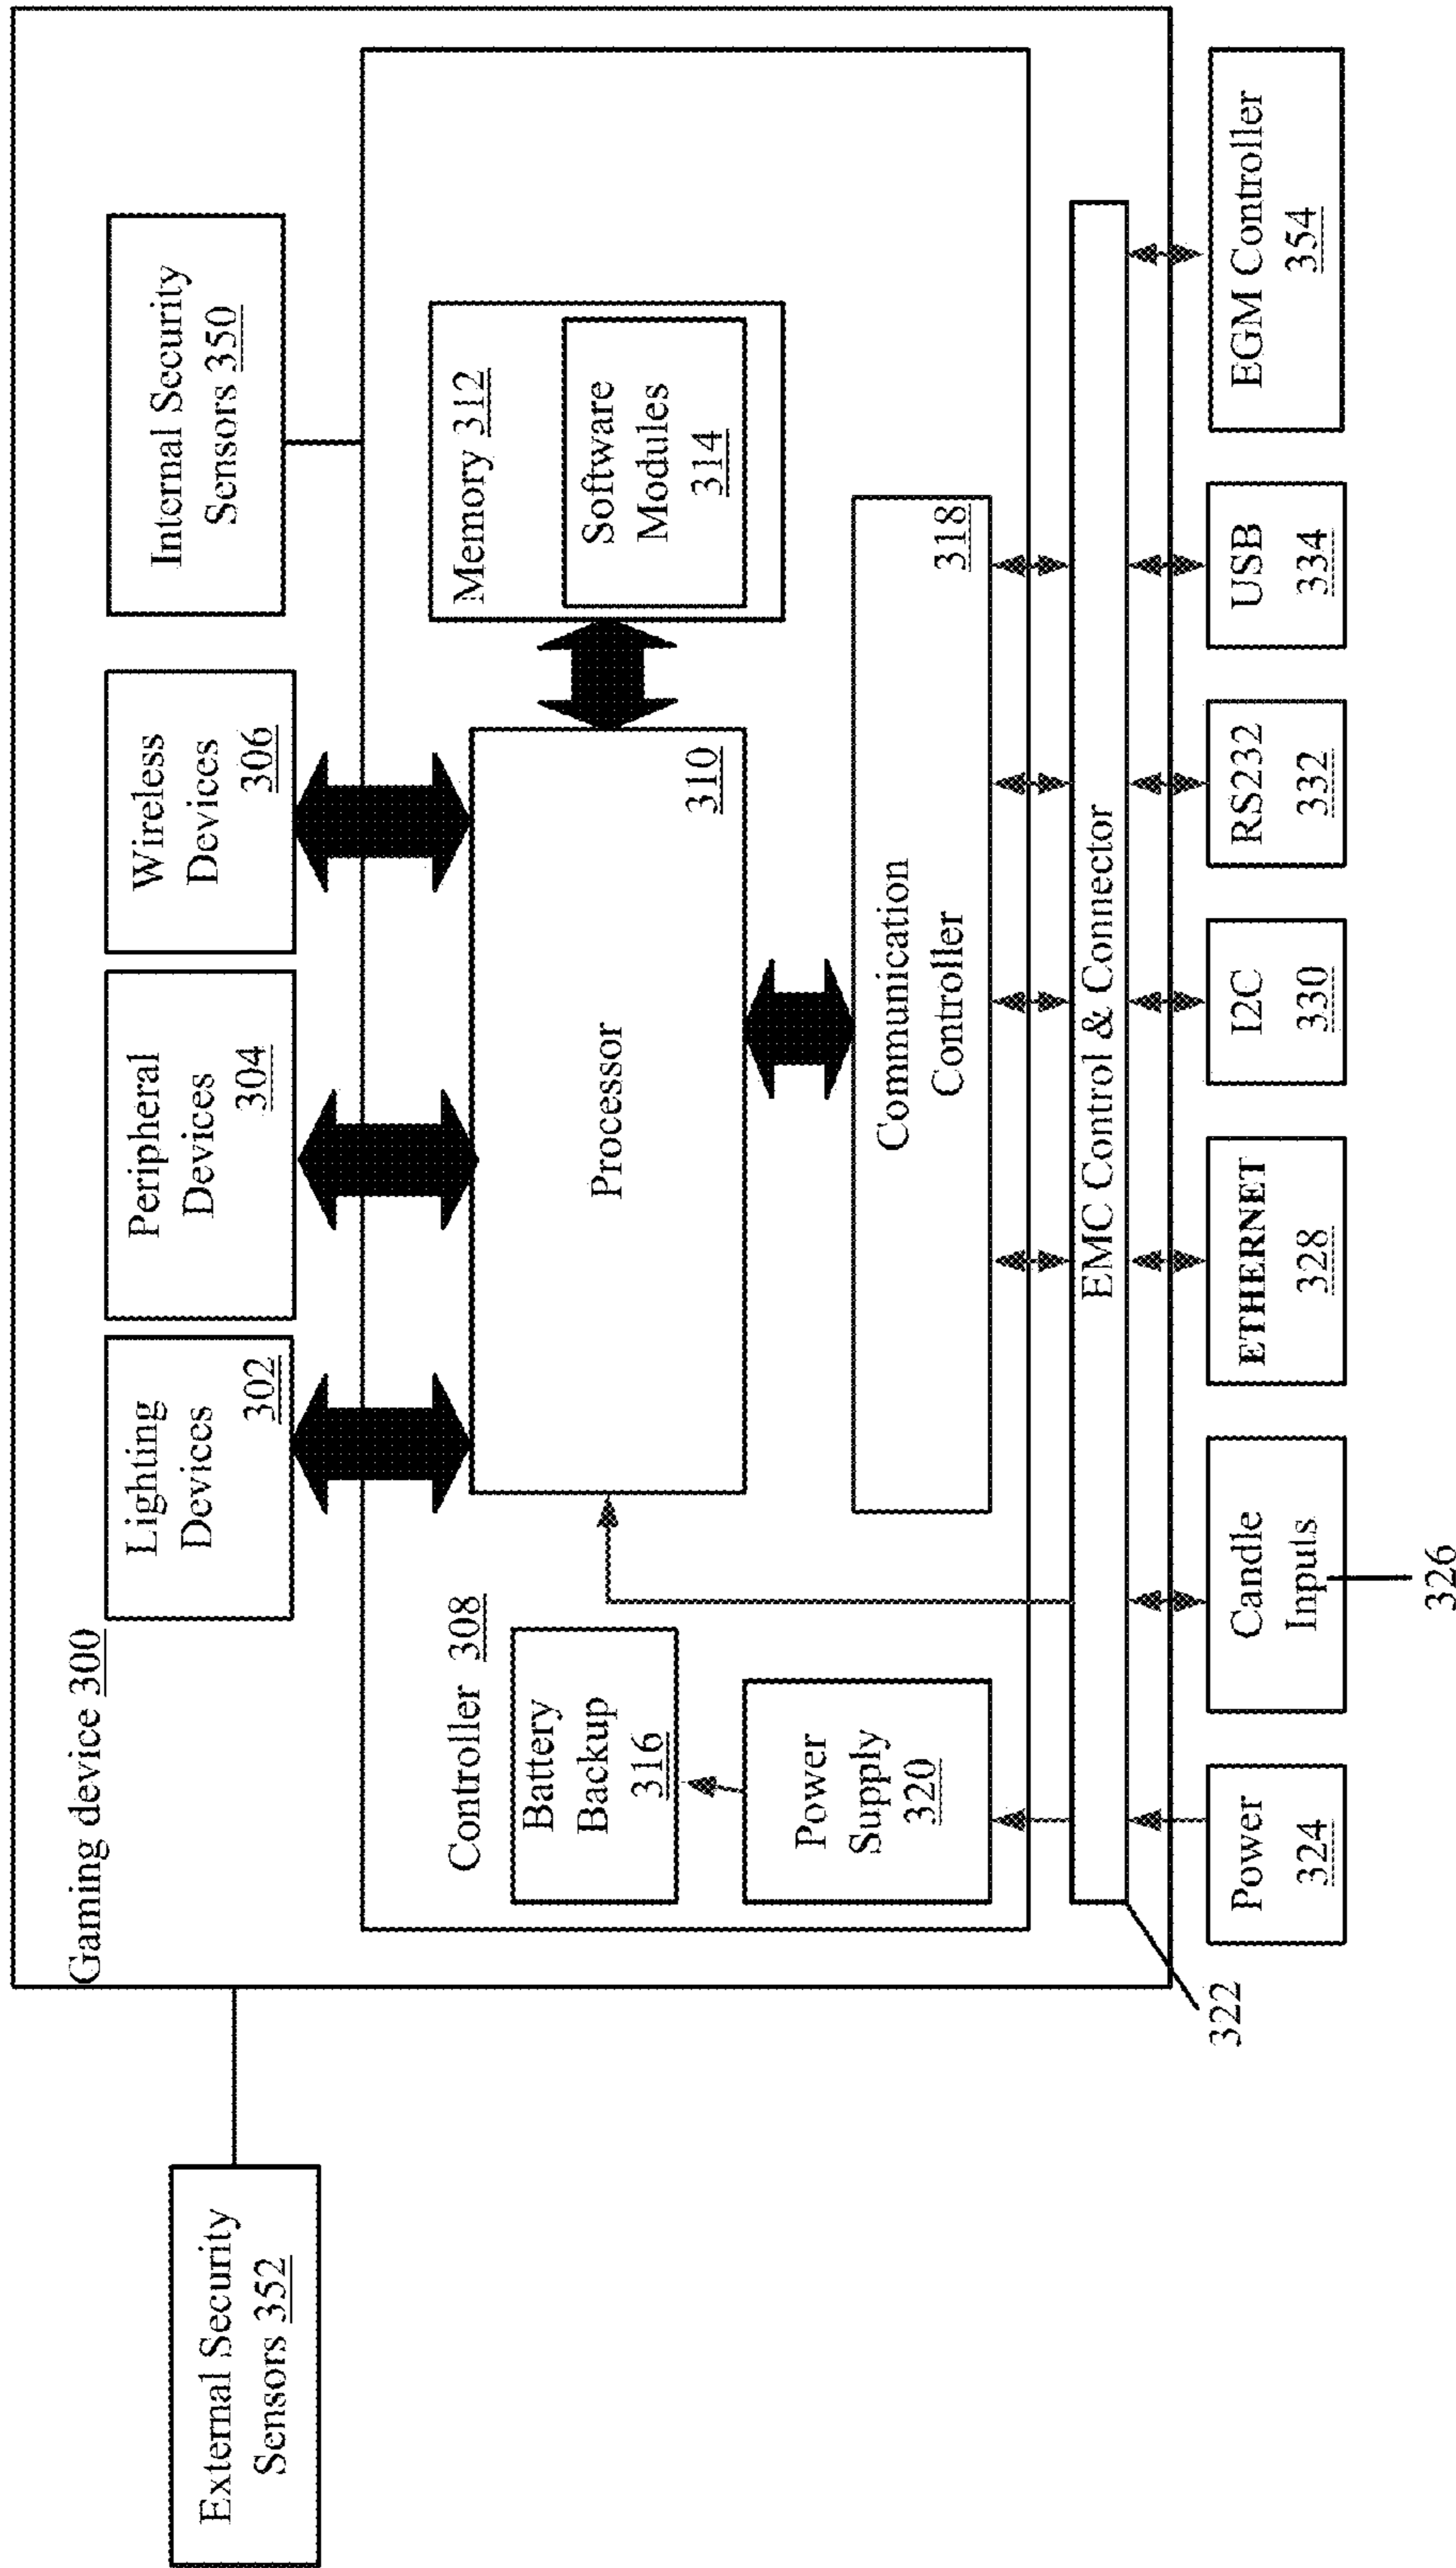 External Security
Sensors 352
Gaming device 300
Lighting
Devices
302
Peripheral
Devices
304
Wireless
Devices
306
Internal Security
Sensors 350
Controller 308
Battery
Backup
316
Power
Supply
320
Processor
310
Memory 312
Software
Modules
314
Communication
Controller
318
EMC Control & Connector
322
Power
324
Candle
Inputs
326
ETHERNET
328
I2C
330
RS232
332
USB
334
EGM Controller
354